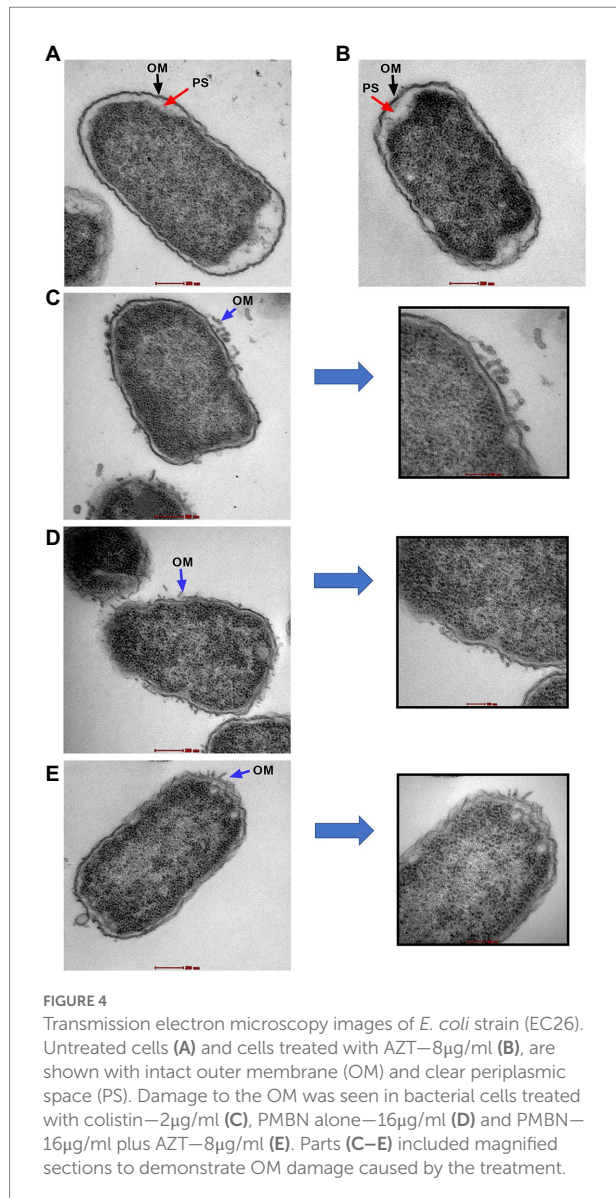 A
OM
PS
B
OM
PS
C
OM
D
OM
E
OM
FIGURE 4
Transmission electron microscopy images of E. coli strain (EC26).
Untreated cells (A) and cells treated with AZT—8μg/ml (B), are
shown with intact outer membrane (OM) and clear periplasmic
space (PS). Damage to the OM was seen in bacterial cells treated
with colistin—2μg/ml (C), PMBN alone—16μg/ml (D) and PMBN—
16μg/ml plus AZT—8μg/ml (E). Parts (C–E) included magnified
sections to demonstrate OM damage caused by the treatment.